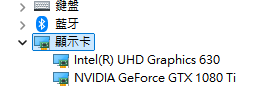 鍵盤
藍牙
顯示卡
Intel(R) UHD Graphics 630
NVIDIA GeForce GTX 1080 Ti